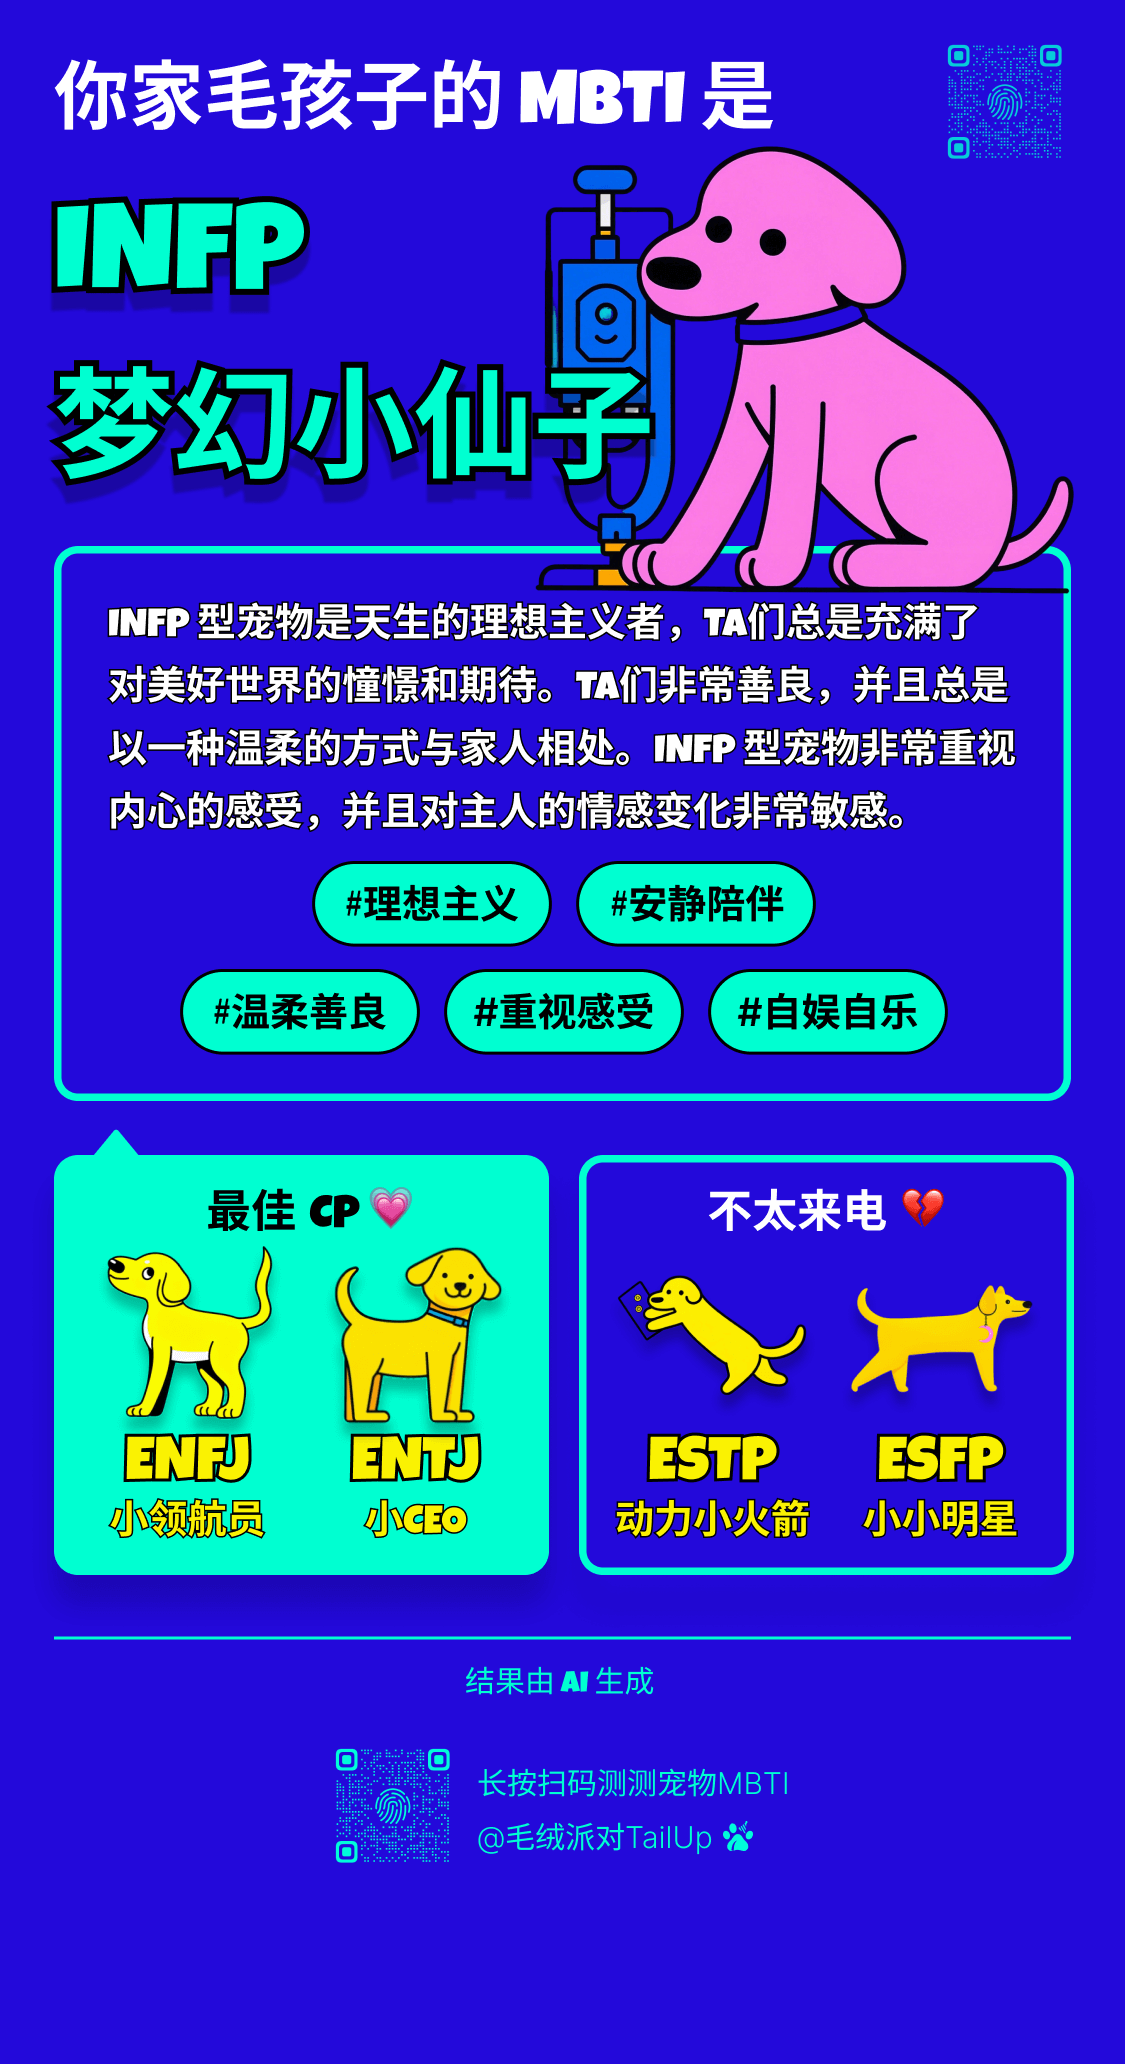 你家毛孩子的 MBTI 是
INFP
梦幻小仙子
INFP 型宠物是天生的理想主义者，TA们总是充满了
对美好世界的憧憬和期待。TA们非常善良，并且总是
以一种温柔的方式与家人相处。INFP 型宠物非常重视
内心的感受，并且对主人的情感变化非常敏感。
#理想主义 #安静陪伴
#温柔善良 #重视感受 #自娱自乐
最佳 CP 💗
ENFJ ENTJ
小领航员 小CEO
不太来电 💔
ESTP ESFP
动力小火箭 小小明星
结果由 AI 生成
长按扫码测测宠物MBTI
@毛绒派对TailUp 🐾